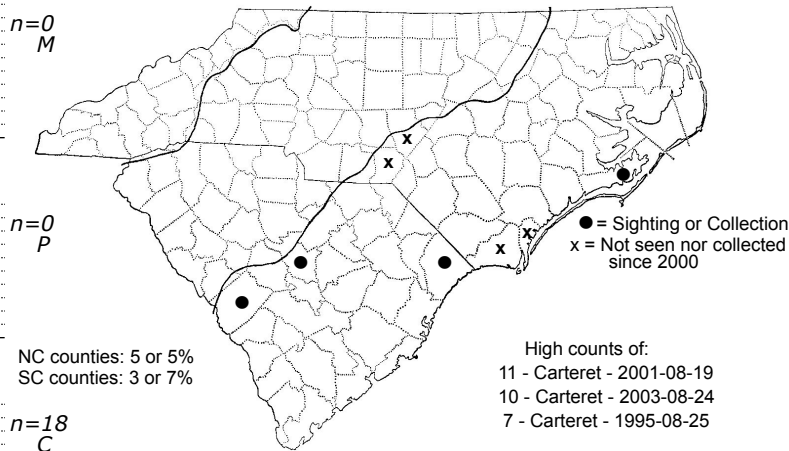 n=0
M
n=0
P
n=18
C
x
x
x
x
● = Sighting or Collection
x = Not seen nor collected
since 2000
NC counties: 5 or 5%
SC counties: 3 or 7%
High counts of:
11 - Carteret - 2001-08-19
10 - Carteret - 2003-08-24
7 - Carteret - 1995-08-25